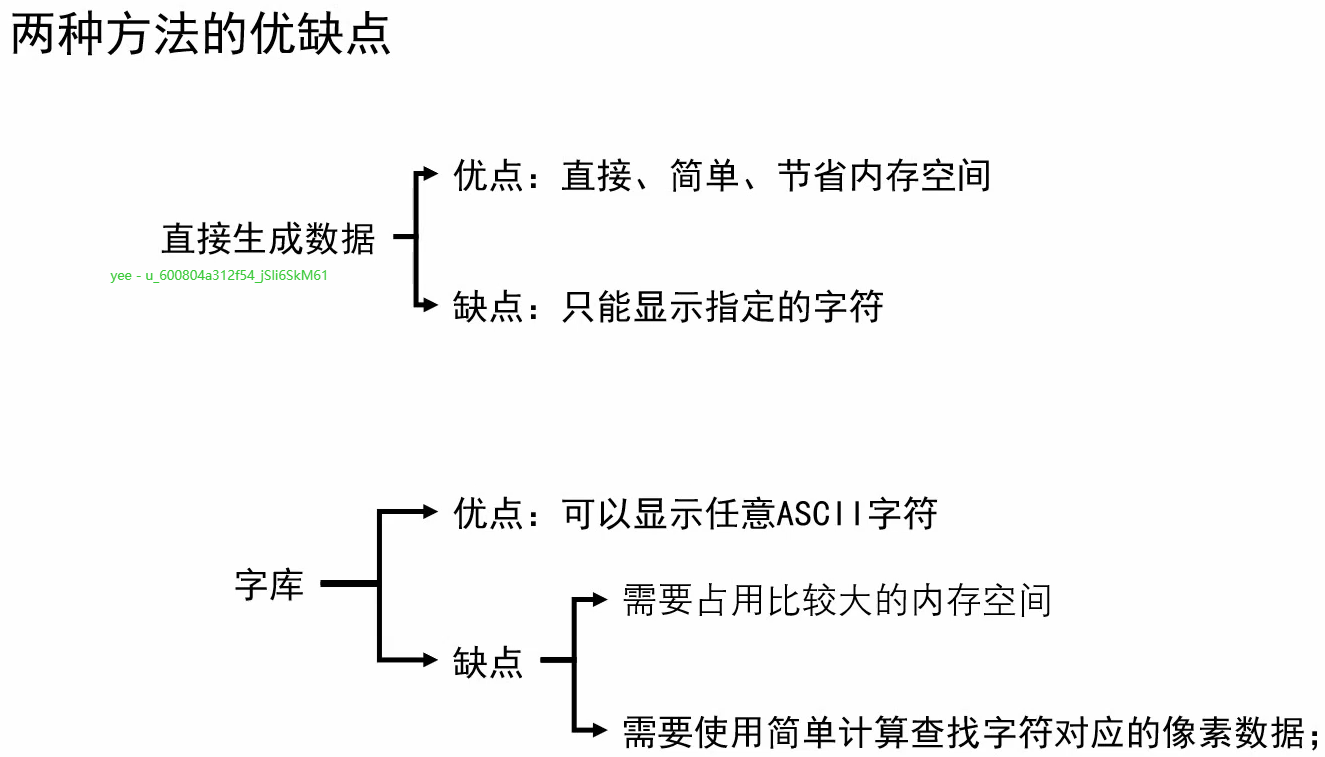 两种方法的优缺点
优点：直接、简单、节省内存空间
直接生成数据
yee - u_600804a312f54_jSIi6SkM61
缺点：只能显示指定的字符
优点：可以显示任意ASCII字符
字库
需要占用比较大的内存空间
缺点
需要使用简单计算查找字符对应的像素数据;